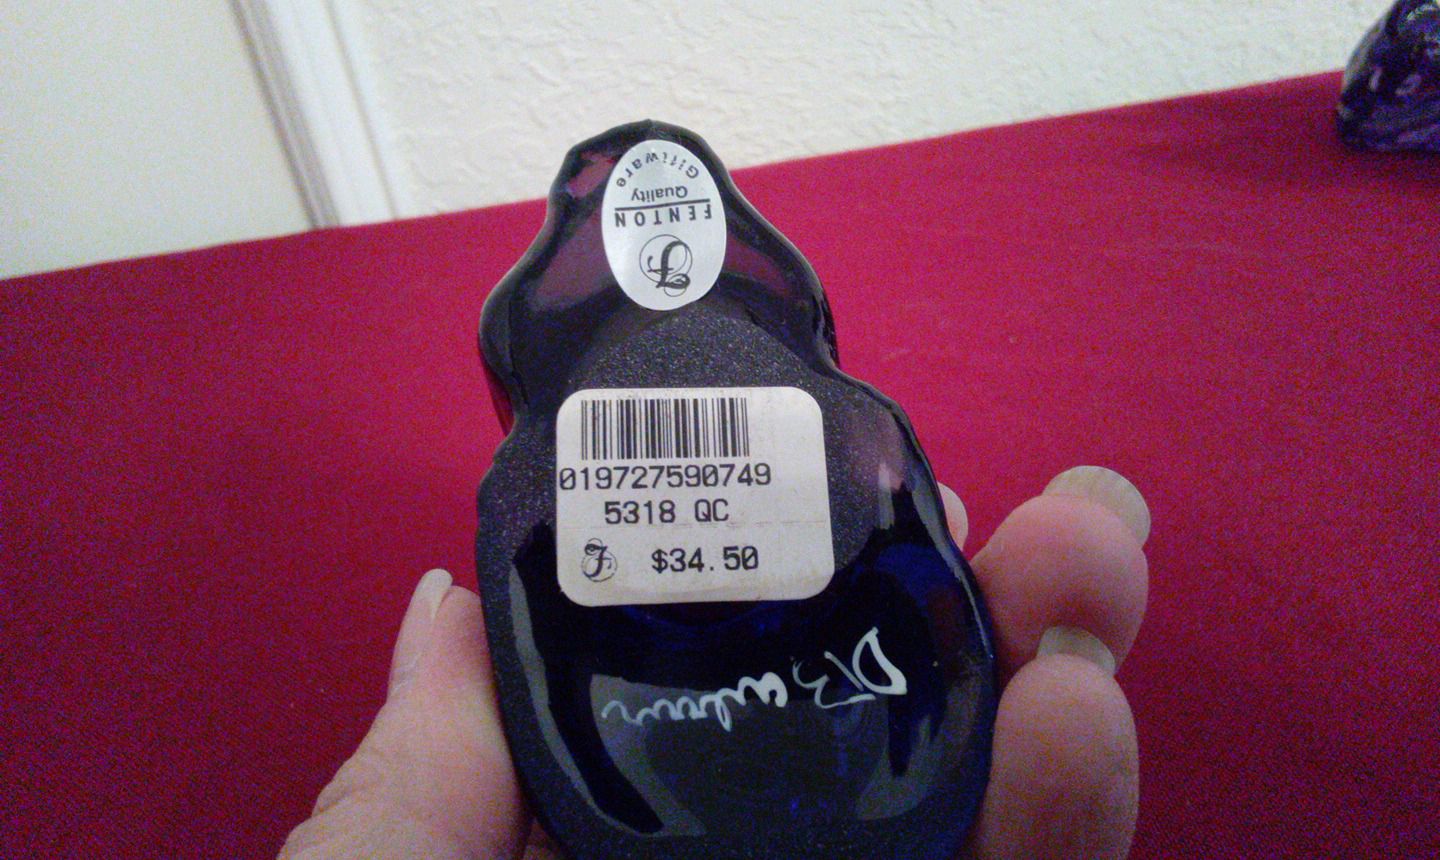 F
FENTON
Quality
Giftware
019727590749
5318 QC
F $34.50